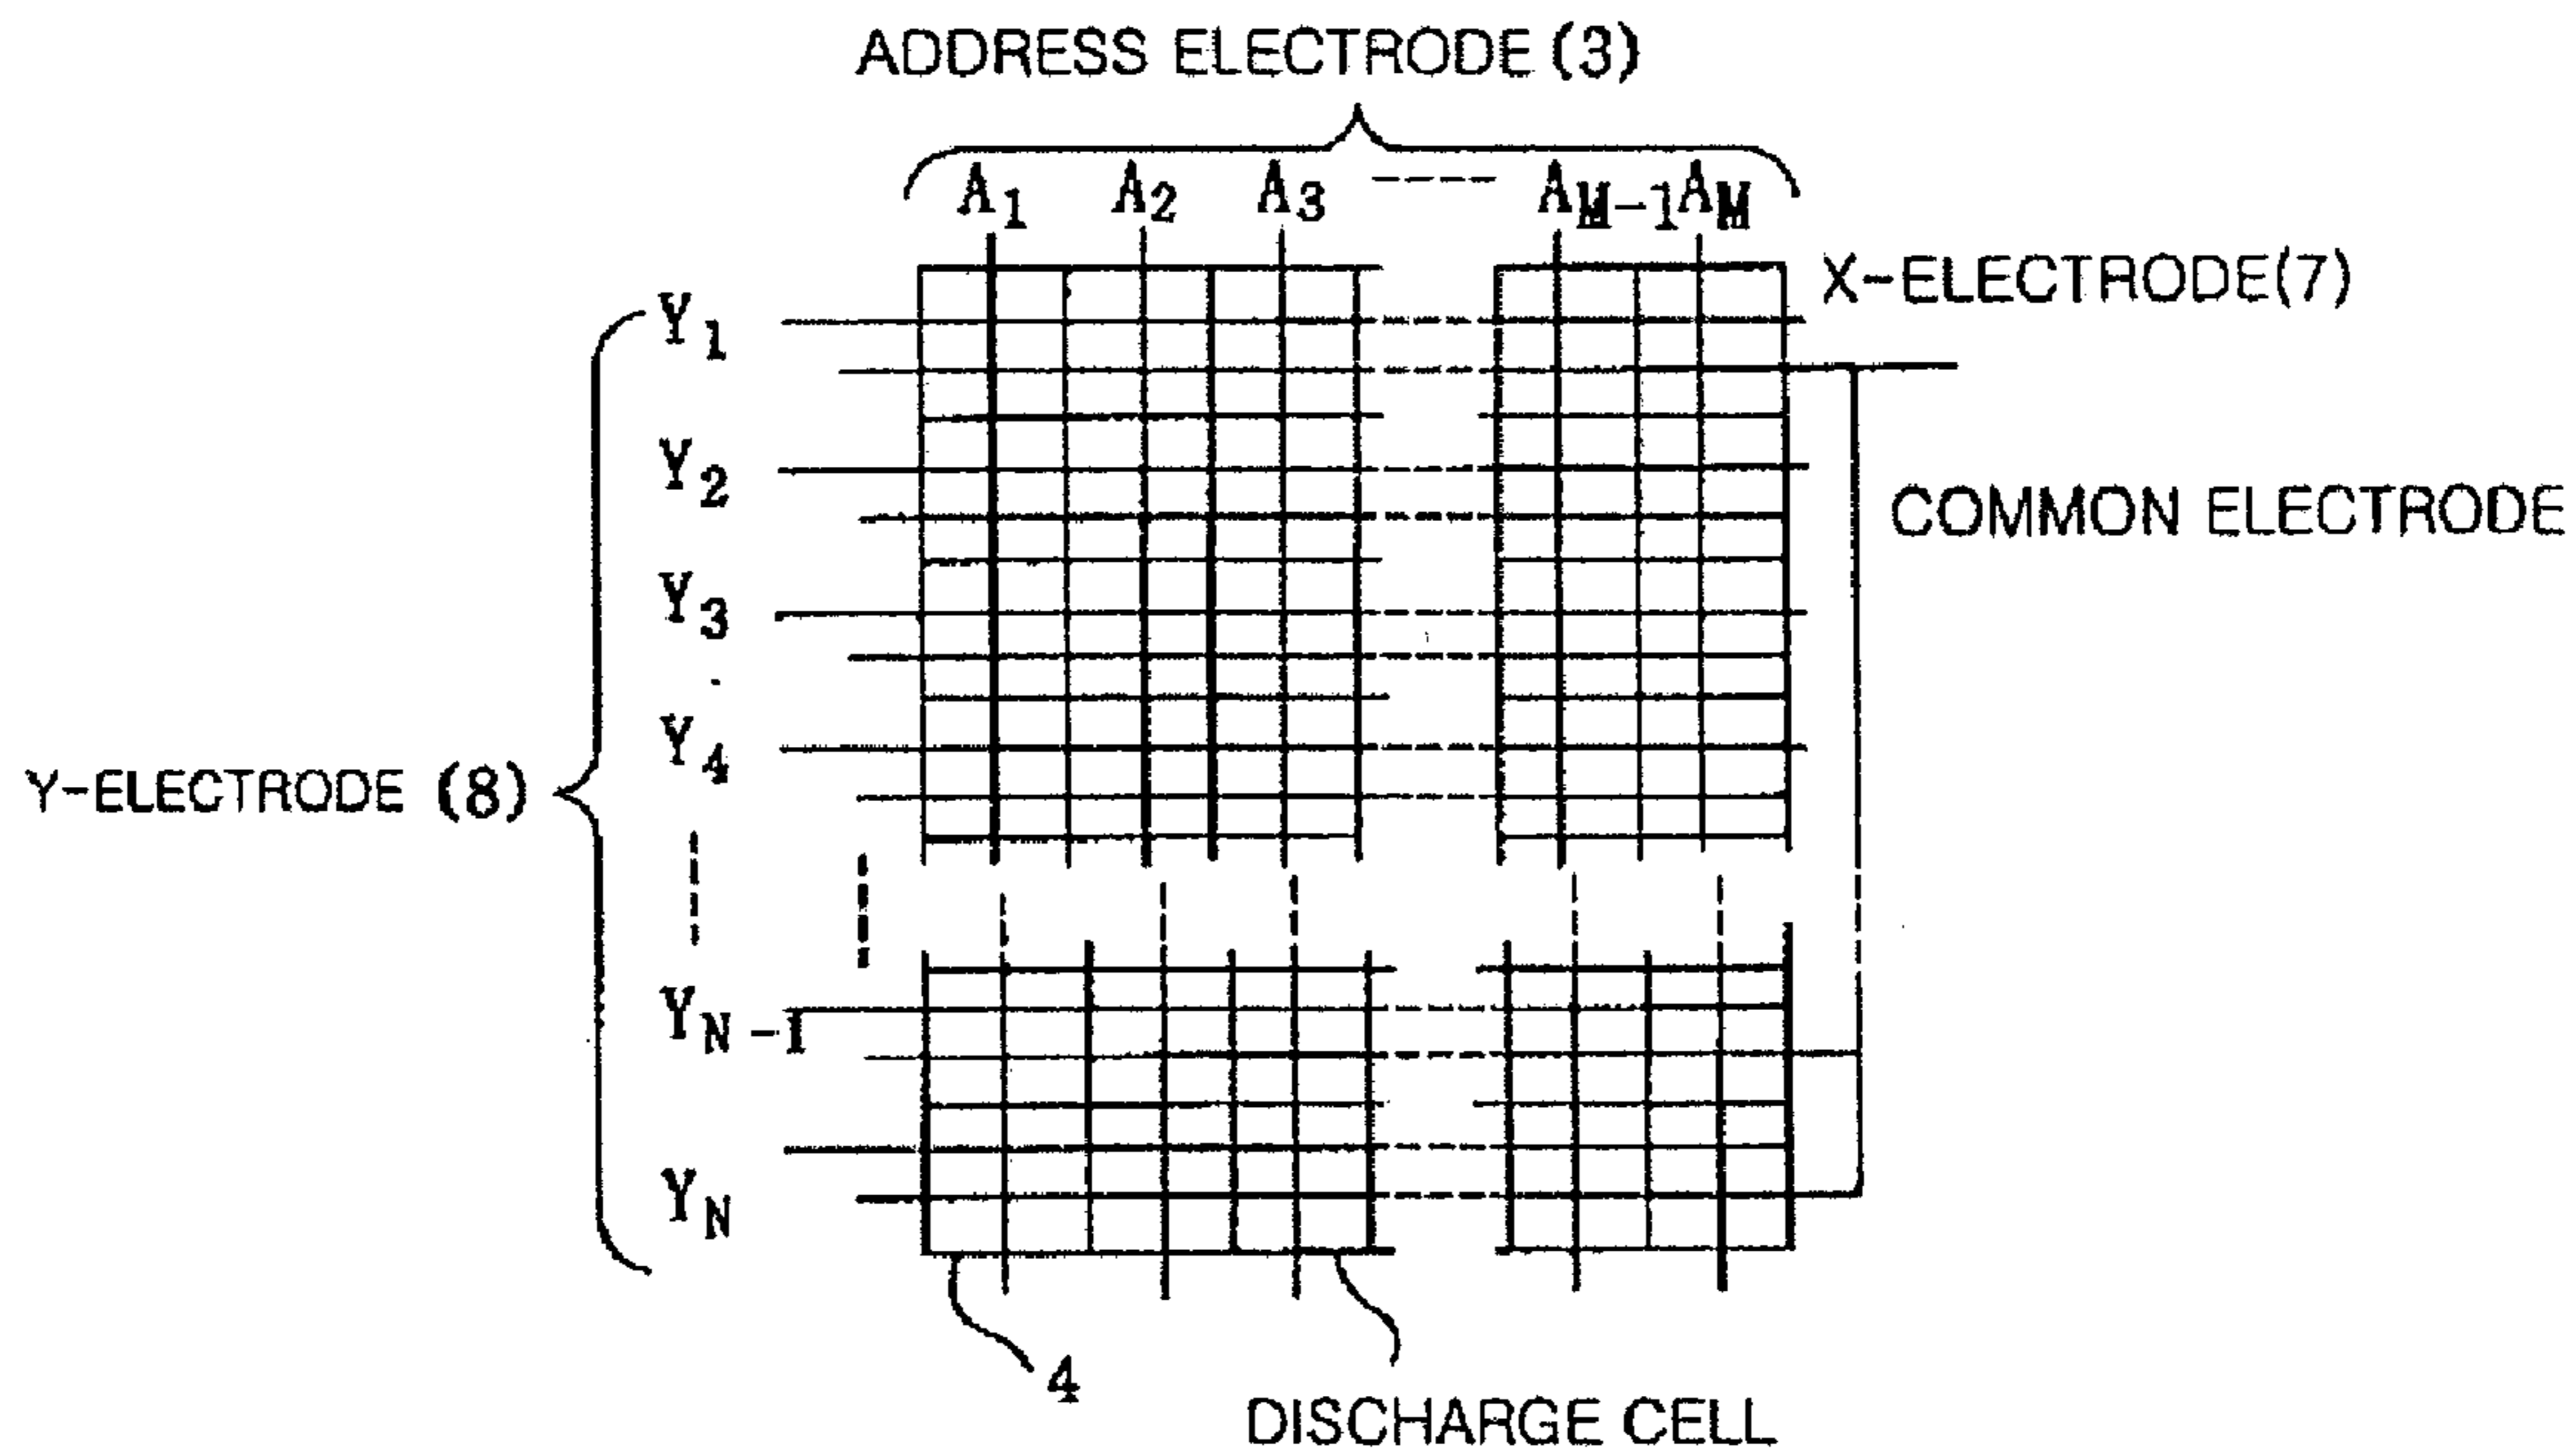 ADDRESS ELECTRODE (3)
A1 A2 A3 ---- AM-1 AM
X-ELECTRODE(7)
Y1
COMMON ELECTRODE
Y2
Y3
Y4
Y-ELECTRODE (8)
YN-1
YN
4
DISCHARGE CELL